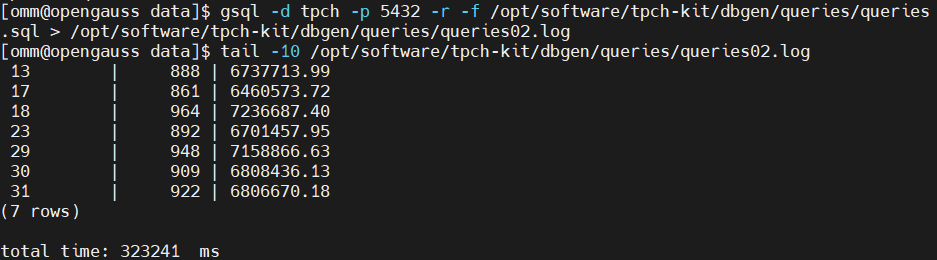 [omm@opengauss data]$ gsql -d tpch -p 5432 -r -f /opt/software/tpch-kit/dbgen/queries/queries
.sql > /opt/software/tpch-kit/dbgen/queries/queries02.log
[omm@opengauss data]$ tail -10 /opt/software/tpch-kit/dbgen/queries/queries02.log
 13        |     888 | 6737713.99
 17        |     861 | 6460573.72
 18        |     964 | 7236687.40
 23        |     892 | 6701457.95
 29        |     948 | 7158866.63
 30        |     909 | 6808436.13
 31        |     922 | 6806670.18
(7 rows)
total time: 323241  ms